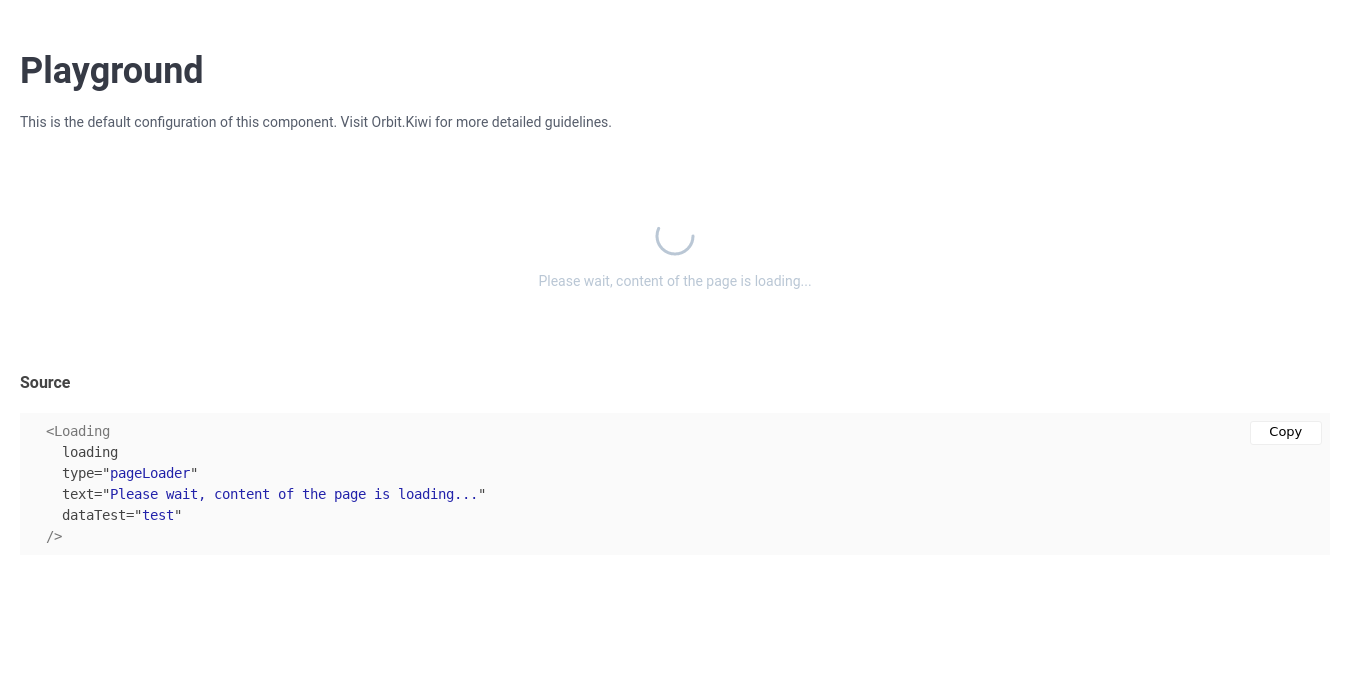 Playground
This is the default configuration of this component. Visit Orbit.Kiwi for more detailed guidelines.
Please wait, content of the page is loading...
Source
<Loading
Copy
loading
type="pageLoader"
text="Please wait, content of the page is loading..."
dataTest="test"
/>